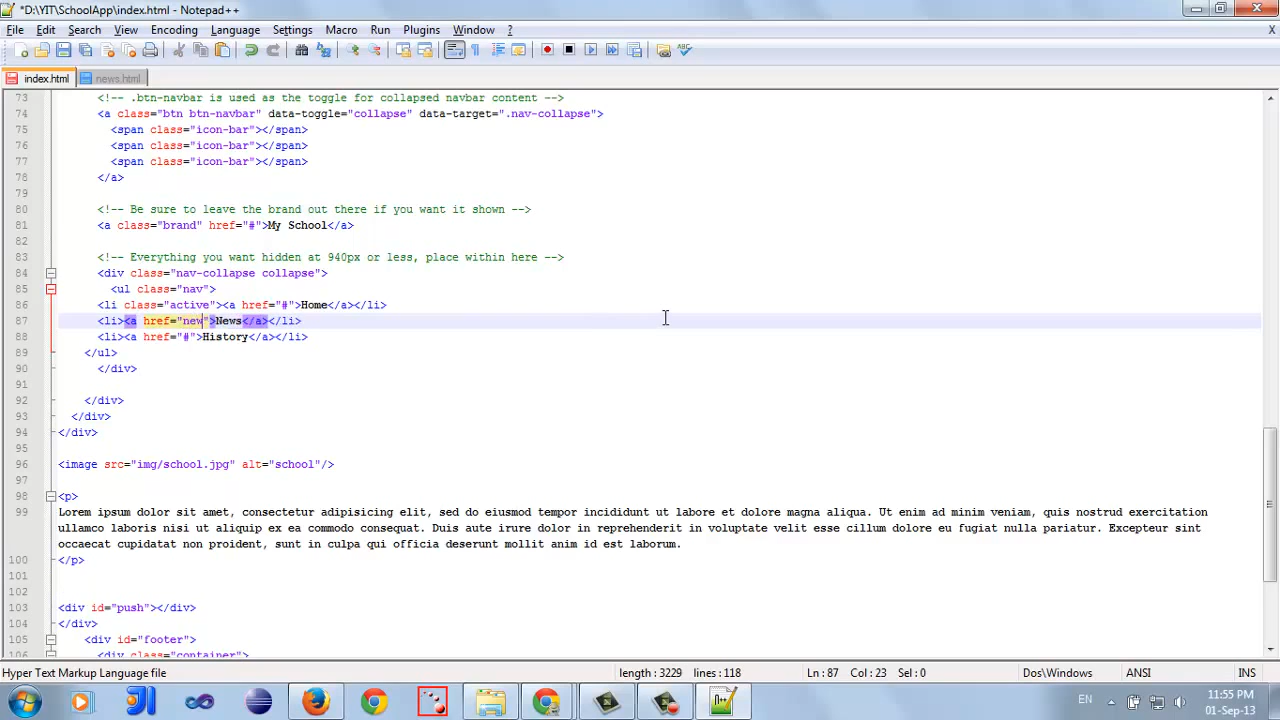 *D:\YIT\SchoolApp\index.html - Notepad++
File Edit Search View Encoding Language Settings Macro Run Plugins Window ? X
index.html news.html
73 <!-- .btn-navbar is used as the toggle for collapsed navbar content -->
74 <a class="btn btn-navbar" data-toggle="collapse" data-target=".nav-collapse">
75 <span class="icon-bar"></span>
76 <span class="icon-bar"></span>
77 <span class="icon-bar"></span>
78 </a>
79
80 <!-- Be sure to leave the brand out there if you want it shown -->
81 <a class="brand" href="#">My School</a>
82
83 <!-- Everything you want hidden at 940px or less, place within here -->
84 <div class="nav-collapse collapse">
85 <ul class="nav">
86 <li class="active"><a href="#">Home</a></li>
87 <li><a href="new">News</a></li>
88 <li><a href="#">History</a></li>
89 </ul>
90 </div>
91
92 </div>
93 </div>
94 </div>
95
96 <image src="img/school.jpg" alt="school"/>
97
98 <p>
99 Lorem ipsum dolor sit amet, consectetur adipisicing elit, sed do eiusmod tempor incididunt ut labore et dolore magna aliqua. Ut enim ad minim veniam, quis nostrud exercitation
ullamco laboris nisi ut aliquip ex ea commodo consequat. Duis aute irure dolor in reprehenderit in voluptate velit esse cillum dolore eu fugiat nulla pariatur. Excepteur sint
occaecat cupidatat non proident, sunt in culpa qui officia deserunt mollit anim id est laborum.
100 </p>
101
102
103 <div id="push"></div>
104 </div>
105 <div id="footer">
106 <div class="container">
Hyper Text Markup Language file length : 3229 lines : 118 Ln : 87 Col : 23 Sel : 0 Dos\Windows ANSI INS
EN 11:55 PM
01-Sep-13